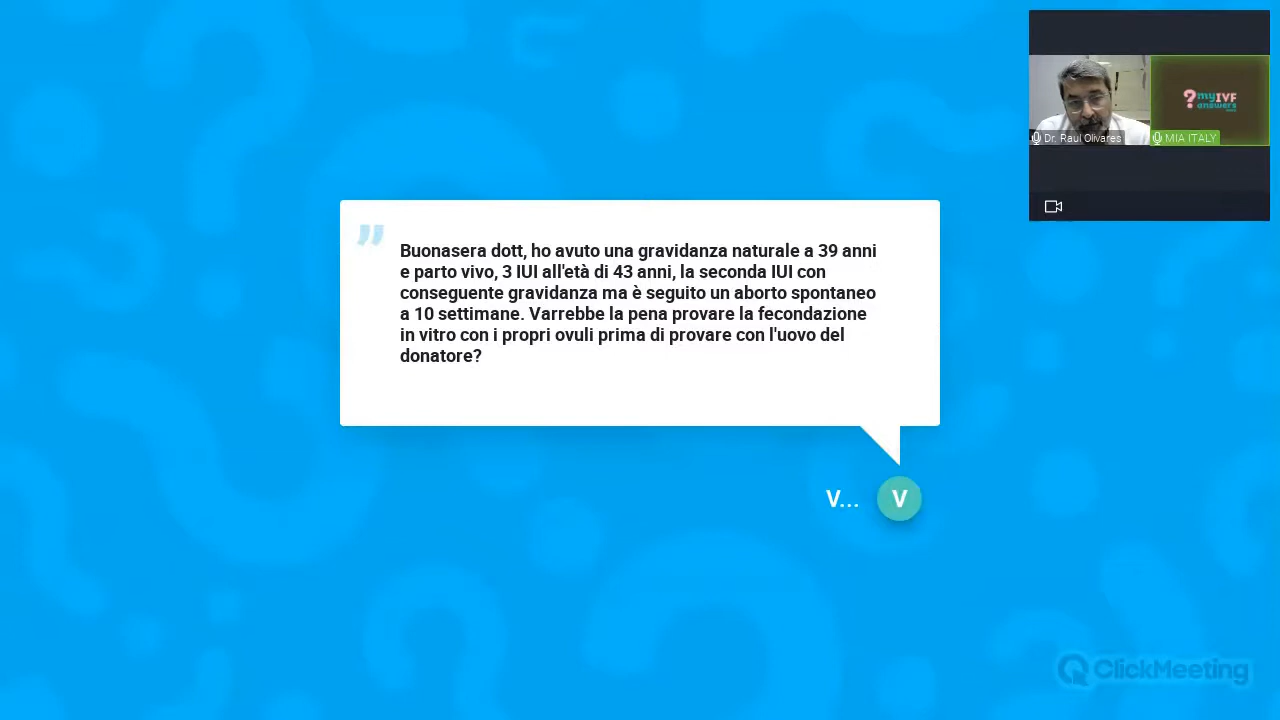 Buonasera dott, ho avuto una gravidanza naturale a 39 anni
e parto vivo, 3 IUI all'età di 43 anni, la seconda IUI con
conseguente gravidanza ma è seguito un aborto spontaneo
a 10 settimane. Varrebbe la pena provare la fecondazione
in vitro con i propri ovuli prima di provare con l'uovo del
donatore?
V...
V
?myIVF
answers
Dr. Raul Olivares
MIA ITALY
ClickMeeting